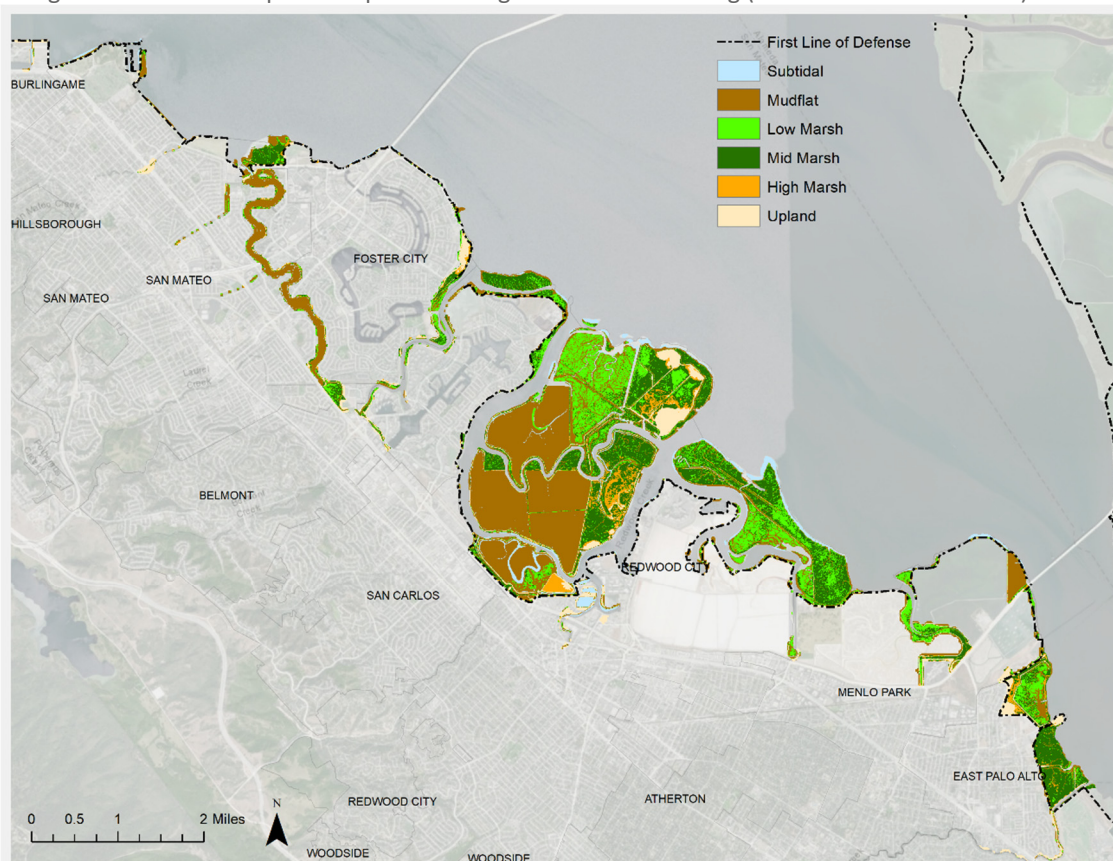 First Line of Defense
Subtidal
Mudflat
Low Marsh
Mid Marsh
High Marsh
Upland
BURLINGAME
HILLSBOROUGH
FOSTER CITY
SAN MATEO
SAN MATEO
BELMONT
REDWOOD CITY
SAN CARLOS
MENLO PARK
EAST PALO ALTO
REDWOOD CITY
ATHERTON
N
0 0.5 1 2 Miles
WOODSIDE
WOODSIDE